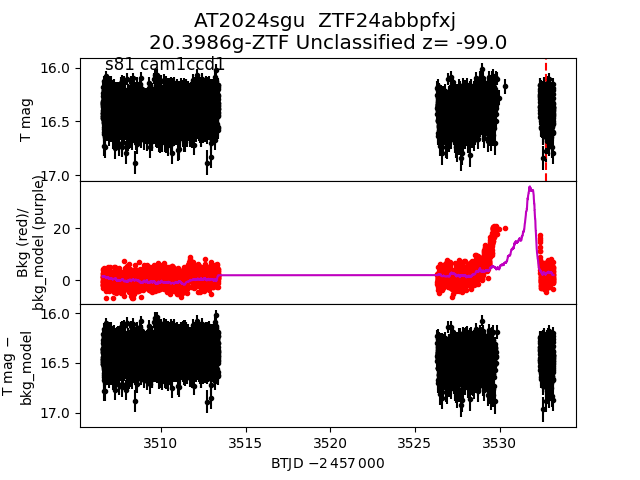 AT2024sgu  ZTF24abbpfxj
20.3986g-ZTF Unclassified z= -99.0
s81 cam1ccd1
16.0
16.5
17.0
T mag
20
0
Bkg (red)/
bkg_model (purple)
16.0
16.5
17.0
T mag −
bkg_model
3510 3515 3520 3525 3530
BTJD −2 457 000